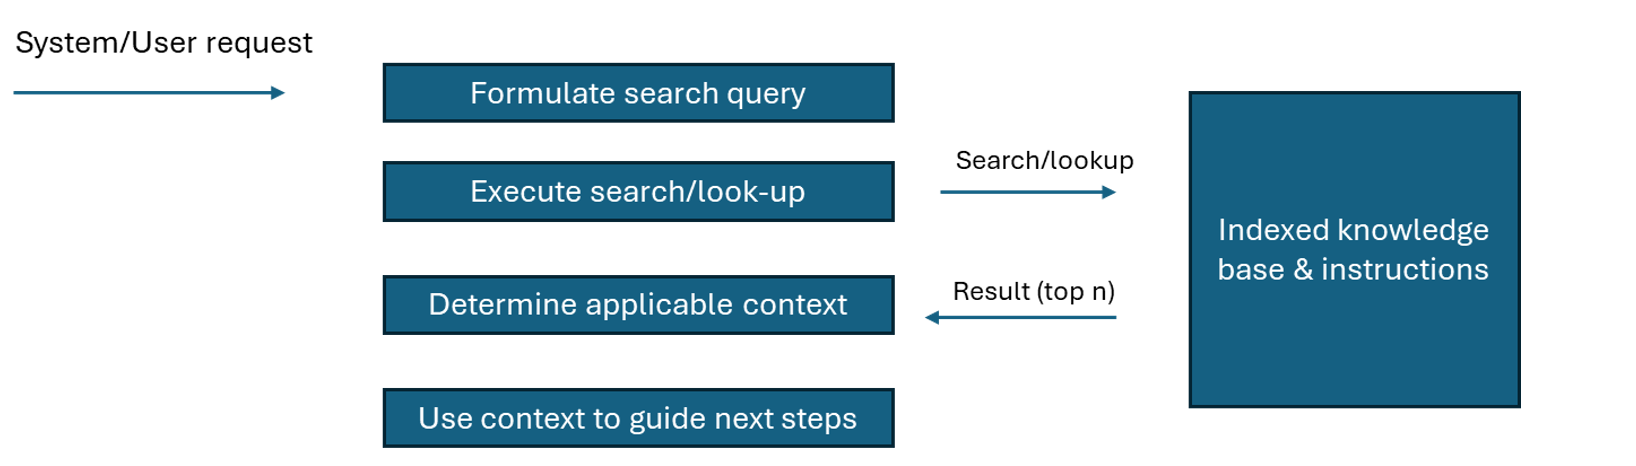 System/User request
Formulate search query
Execute search/look-up
Search/lookup
Determine applicable context
Result (top n)
Use context to guide next steps
Indexed knowledge
base & instructions